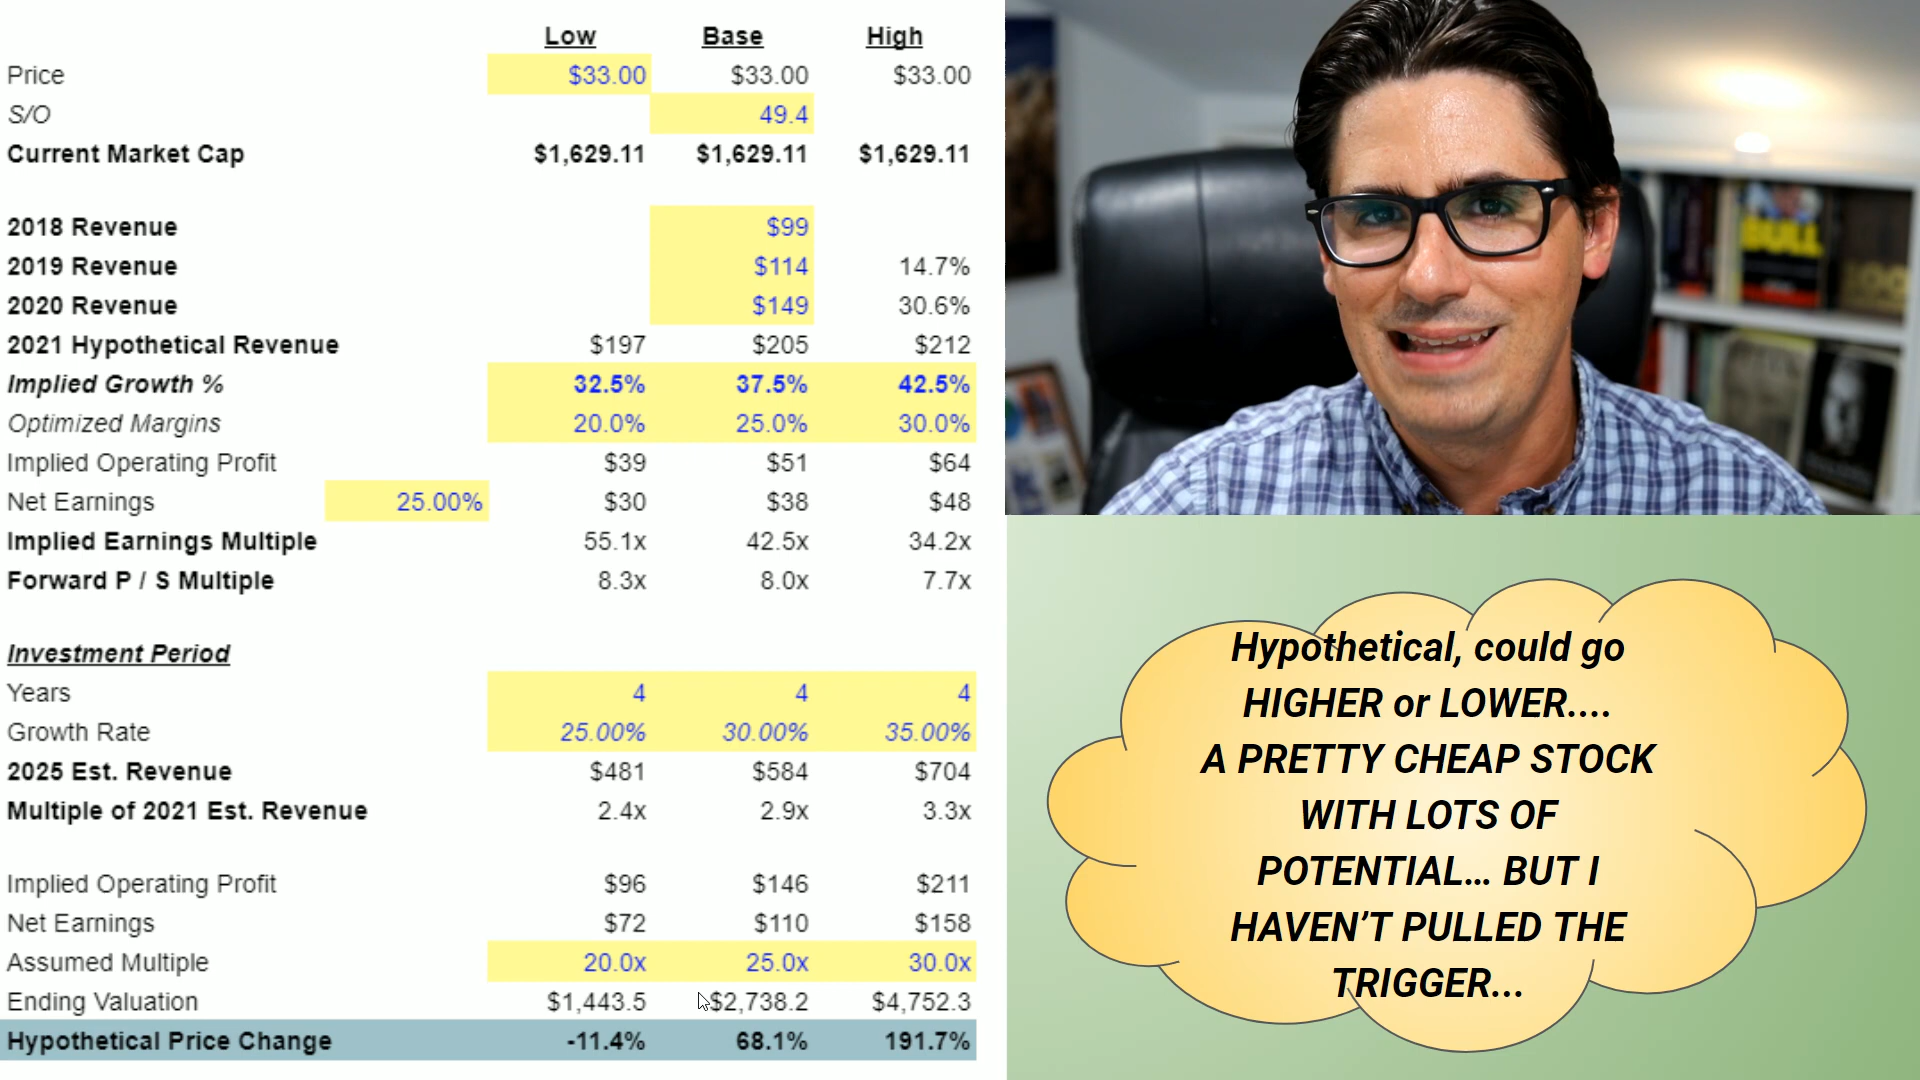 Low Base High
Price $33.00 $33.00 $33.00
S/O 49.4
Current Market Cap $1,629.11 $1,629.11 $1,629.11
2018 Revenue $99
2019 Revenue $114 14.7%
2020 Revenue $149 30.6%
2021 Hypothetical Revenue $197 $205 $212
Implied Growth % 32.5% 37.5% 42.5%
Optimized Margins 20.0% 25.0% 30.0%
Implied Operating Profit $39 $51 $64
Net Earnings 25.00% $30 $38 $48
Implied Earnings Multiple 55.1x 42.5x 34.2x
Forward P / S Multiple 8.3x 8.0x 7.7x
Investment Period
Years 4 4 4
Growth Rate 25.00% 30.00% 35.00%
2025 Est. Revenue $481 $584 $704
Multiple of 2021 Est. Revenue 2.4x 2.9x 3.3x
Implied Operating Profit $96 $146 $211
Net Earnings $72 $110 $158
Assumed Multiple 20.0x 25.0x 30.0x
Ending Valuation $1,443.5 $2,738.2 $4,752.3
Hypothetical Price Change -11.4% 68.1% 191.7%
BULL
Hypothetical, could go
HIGHER or LOWER....
A PRETTY CHEAP STOCK
WITH LOTS OF
POTENTIAL... BUT I
HAVEN'T PULLED THE
TRIGGER...